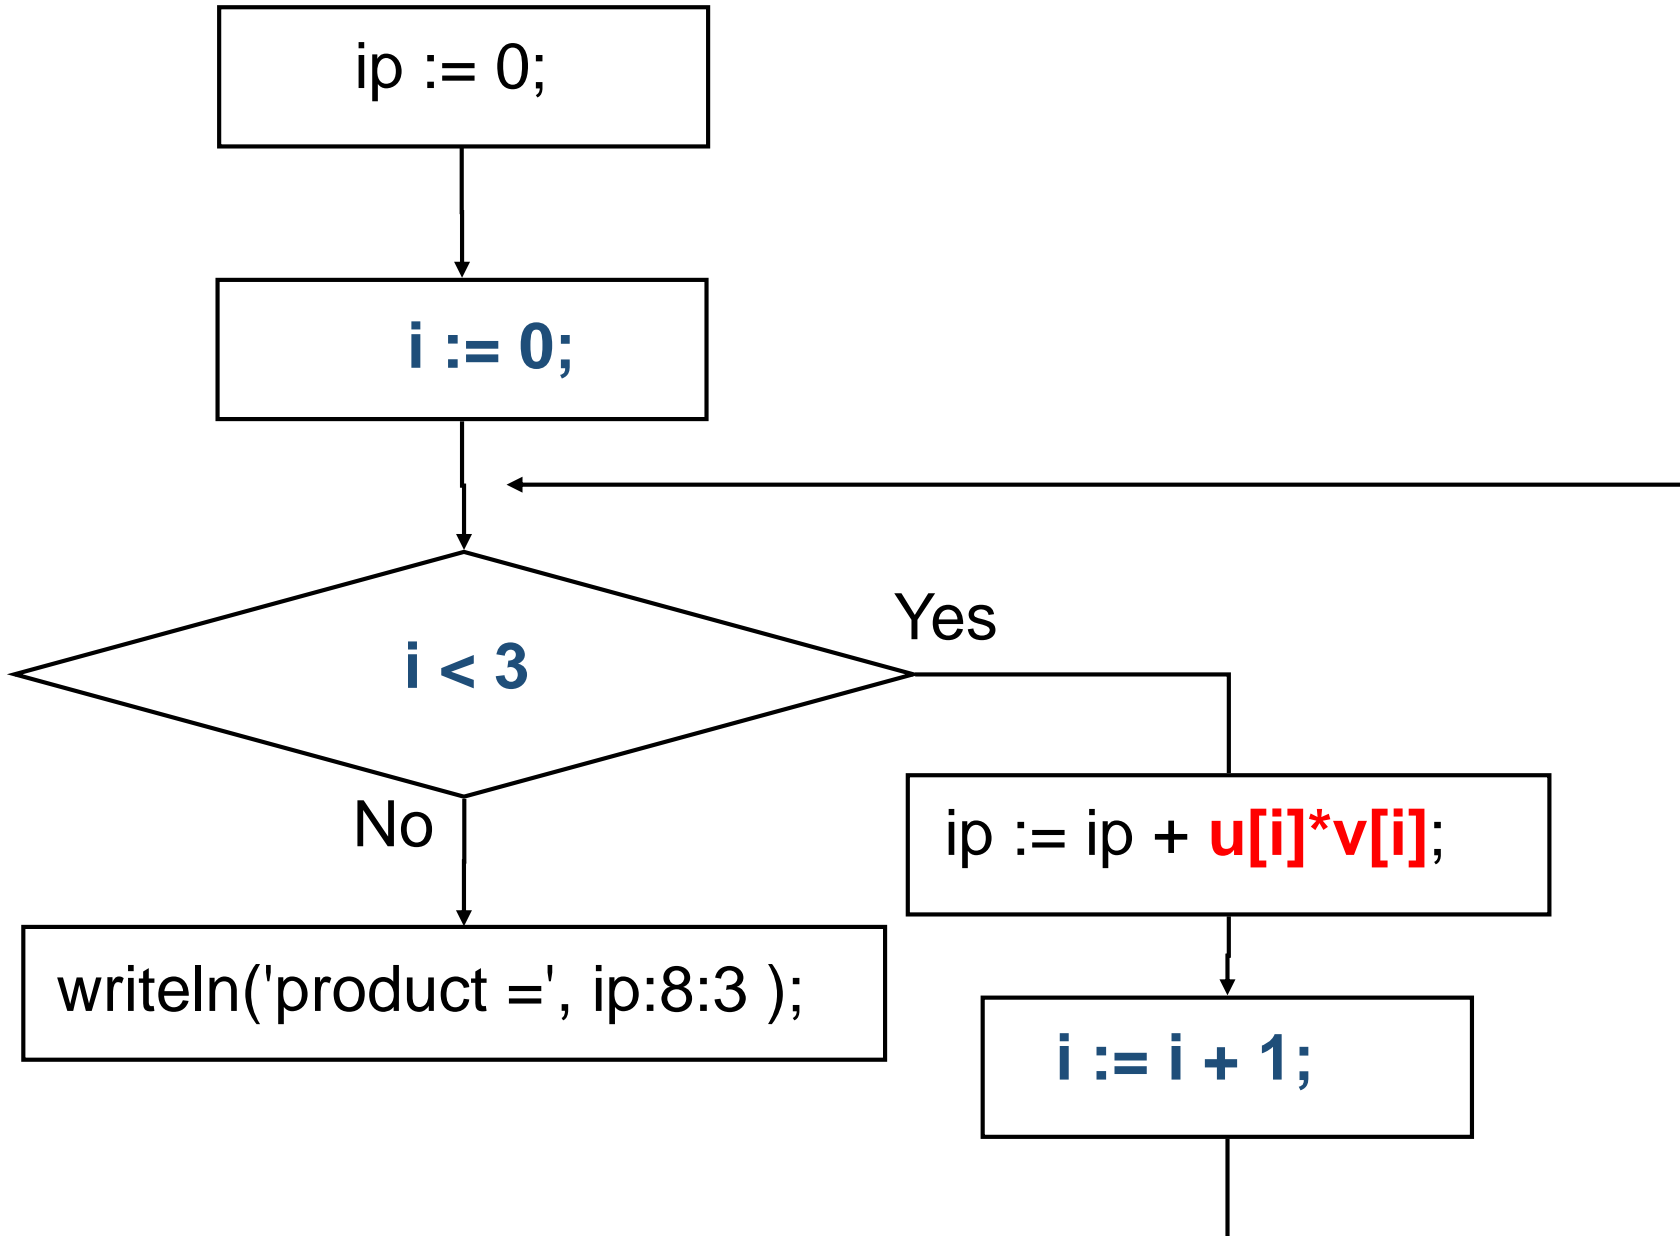 ip := 0;
i := 0;
i < 3
Yes
No
ip := ip + u[i]*v[i];
writeln('product =', ip:8:3 );
i := i + 1;